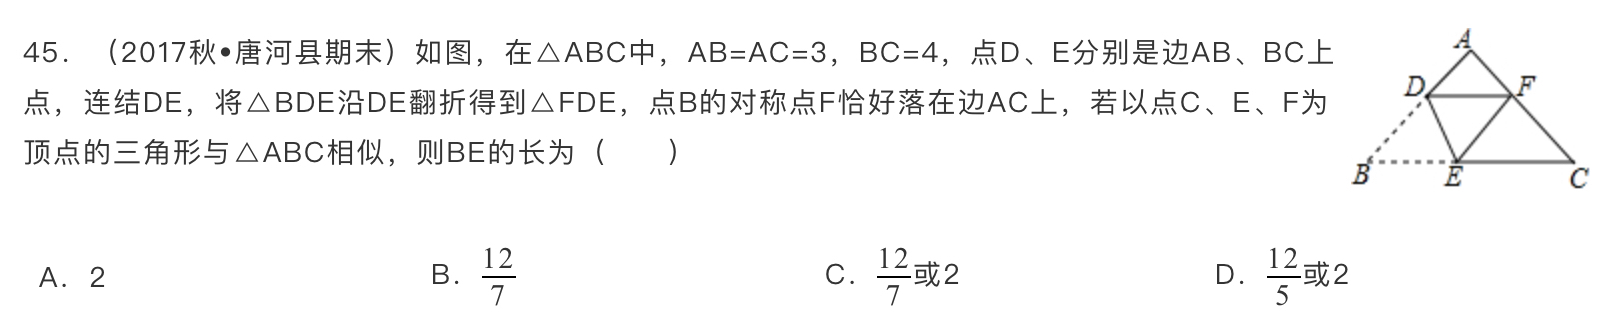 45．（2017秋•唐河县期末）如图，在△ABC中，AB=AC=3，BC=4，点D、E分别是边AB、BC上
点，连结DE，将△BDE沿DE翻折得到△FDE，点B的对称点F恰好落在边AC上，若以点C、E、F为
顶点的三角形与△ABC相似，则BE的长为（　　）
A
D F
B E C
A．2 B．12/7 C．12/7或2 D．12/5或2